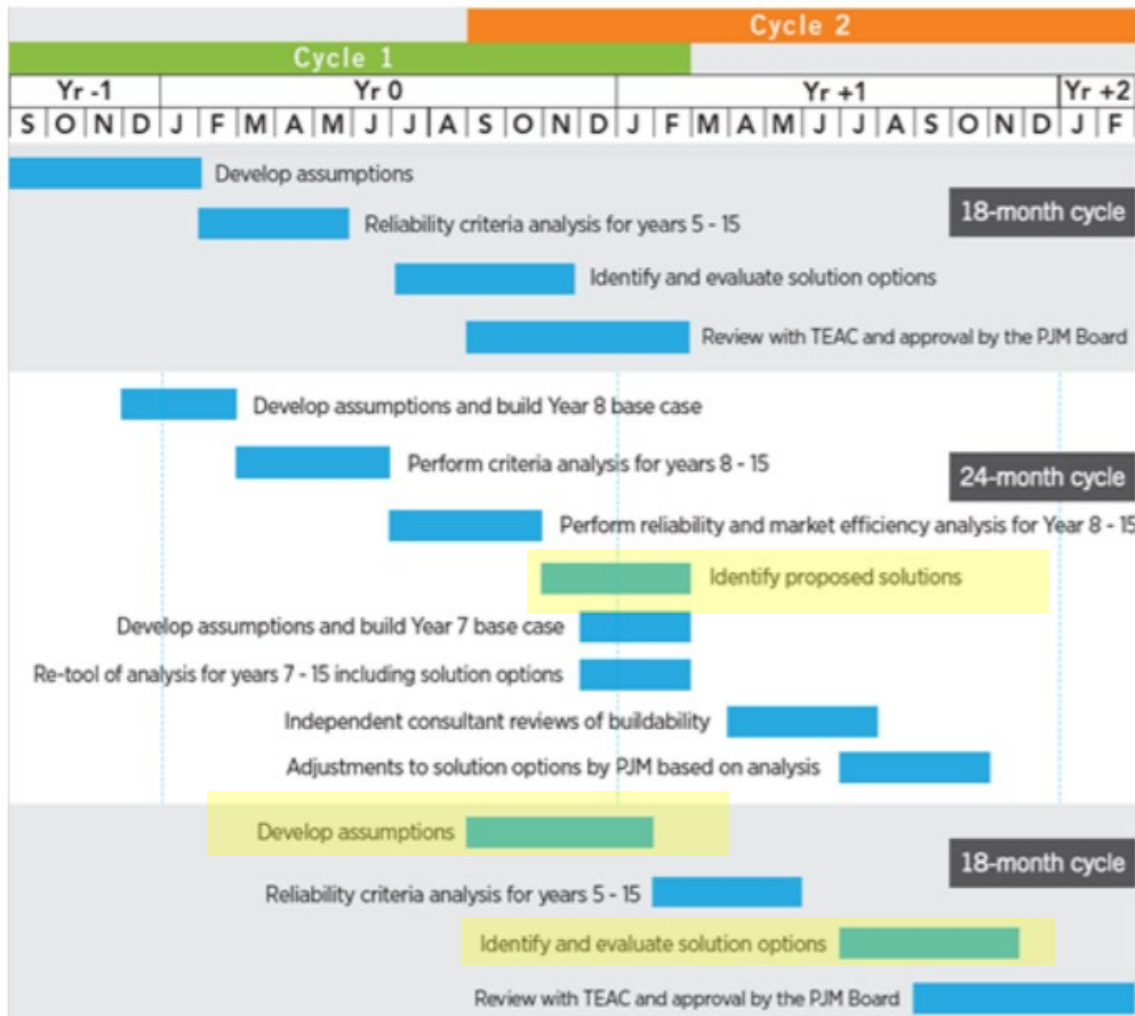 Cycle 2
Cycle 1
Yr -1 Yr 0 Yr +1 Yr +2
S O N D J F M A M J J A S O N D J F M A M J J A S O N D J F
Develop assumptions
18-month cycle
Reliability criteria analysis for years 5 - 15
Identify and evaluate solution options
Review with TEAC and approval by the PJM Board
Develop assumptions and build Year 8 base case
Perform criteria analysis for years 8 - 15
24-month cycle
Perform reliability and market efficiency analysis for Year 8 - 15
Identify proposed solutions
Develop assumptions and build Year 7 base case
Re-tool of analysis for years 7 - 15 including solution options
Independent consultant reviews of buildability
Adjustments to solution options by PJM based on analysis
Develop assumptions
18-month cycle
Reliability criteria analysis for years 5 - 15
Identify and evaluate solution options
Review with TEAC and approval by the PJM Board